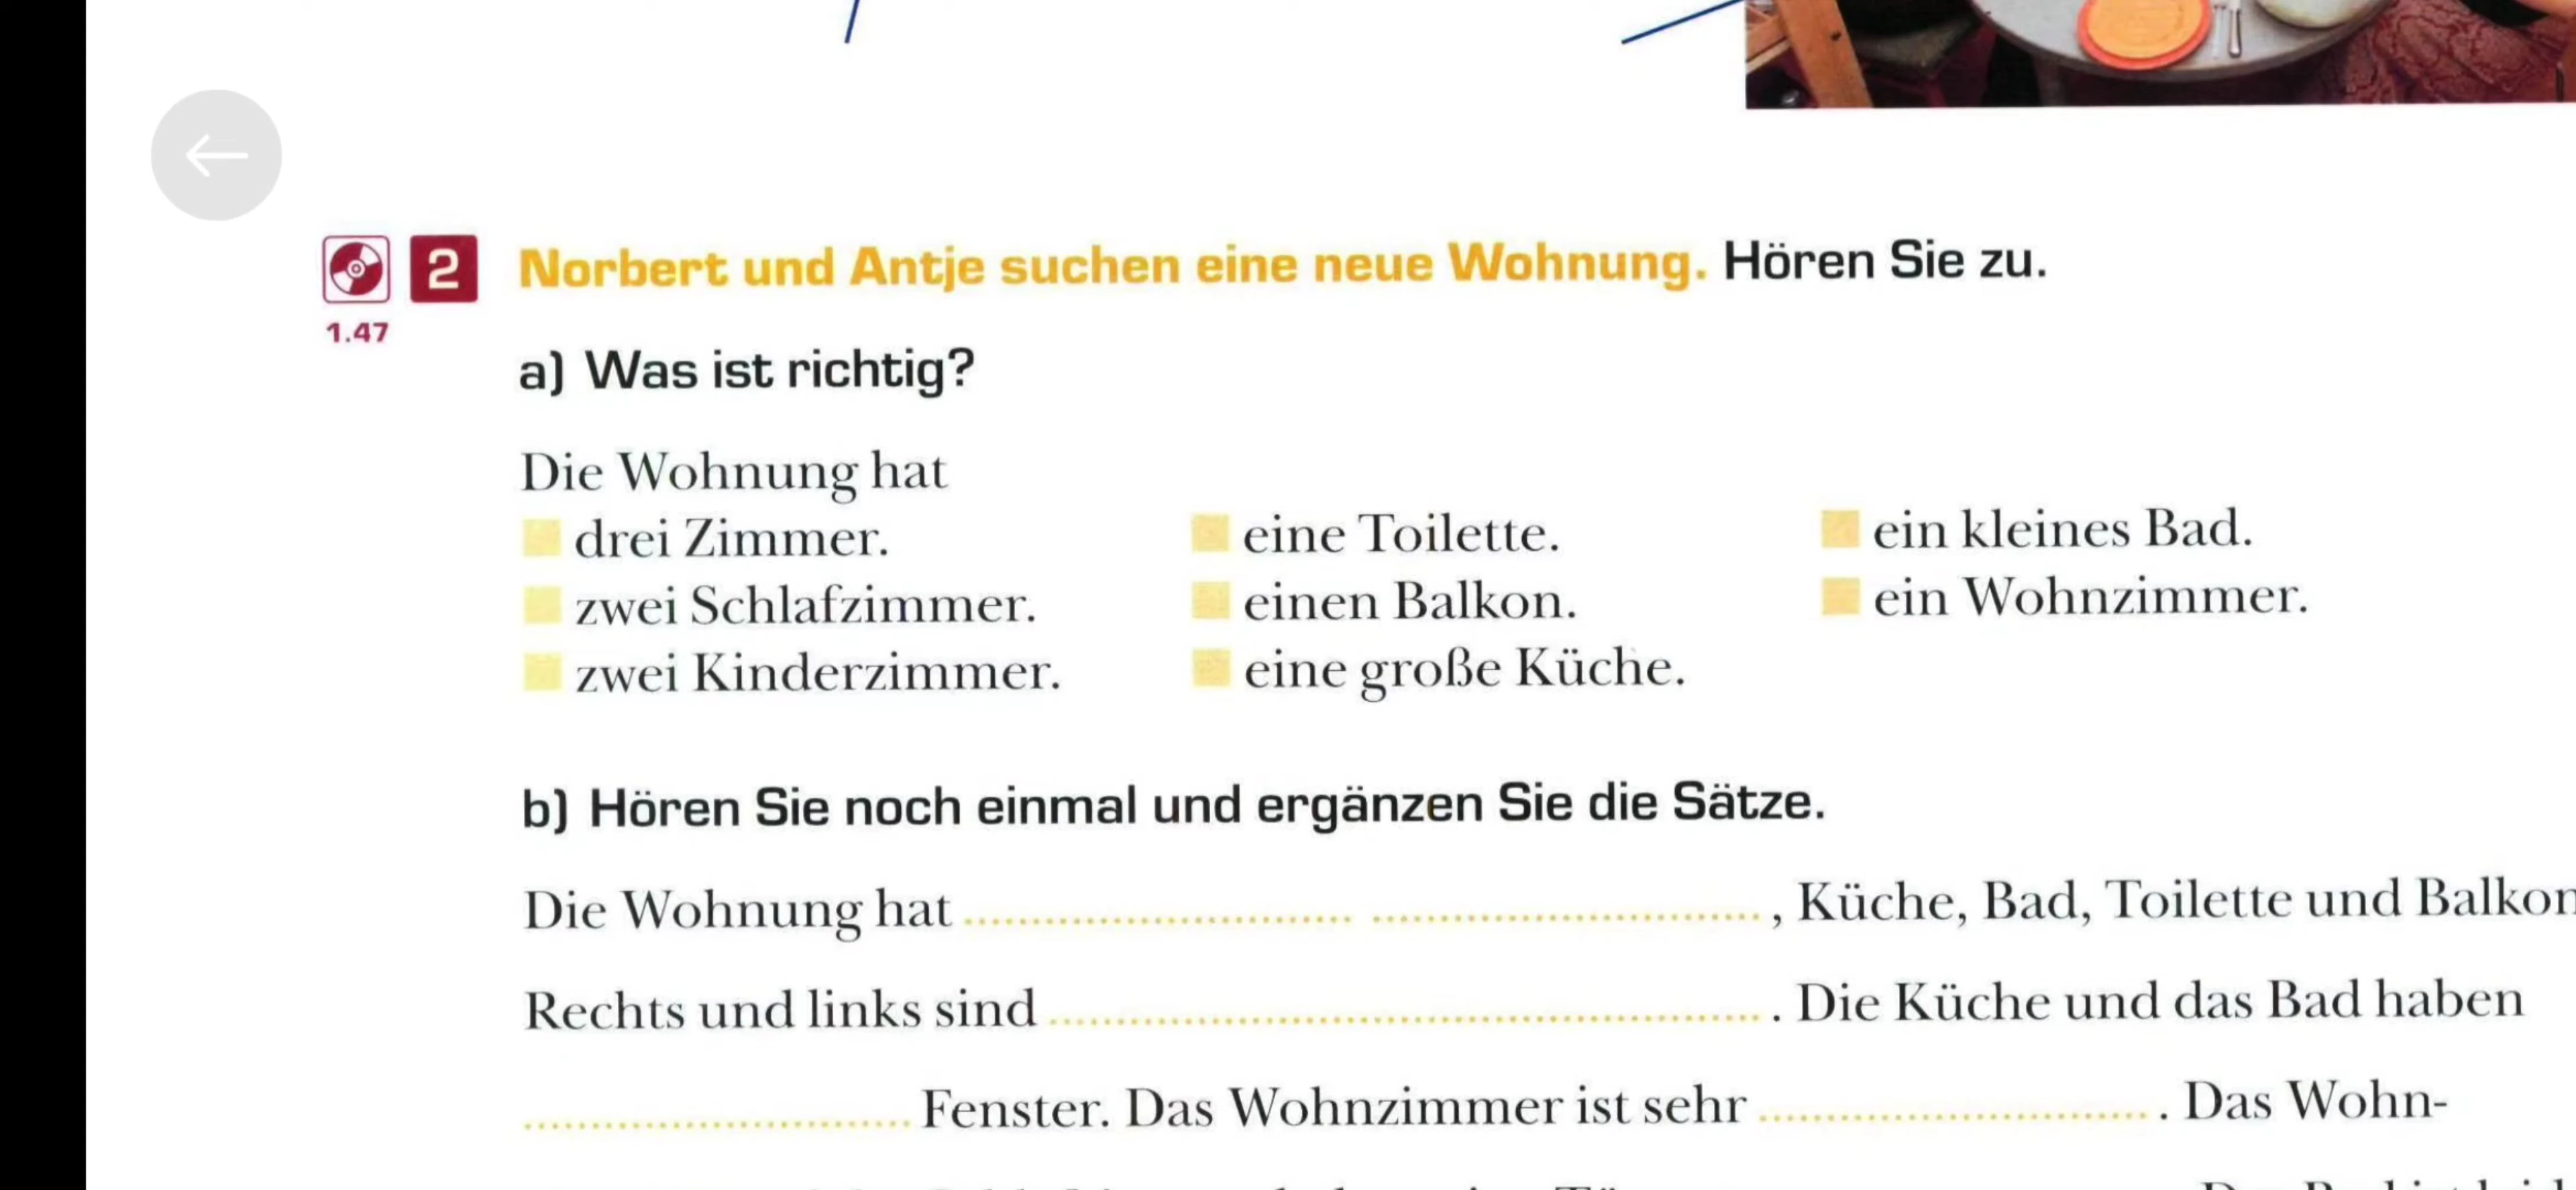 2 Norbert und Antje suchen eine neue Wohnung. Hören Sie zu.
1.47
a) Was ist richtig?
Die Wohnung hat
drei Zimmer.
zwei Schlafzimmer.
zwei Kinderzimmer.
eine Toilette.
einen Balkon.
eine große Küche.
ein kleines Bad.
ein Wohnzimmer.
b) Hören Sie noch einmal und ergänzen Sie die Sätze.
Die Wohnung hat ........................ ........................, Küche, Bad, Toilette und Balkon
Rechts und links sind ................................................. Die Küche und das Bad haben
........................ Fenster. Das Wohnzimmer ist sehr ......................... Das Wohn-